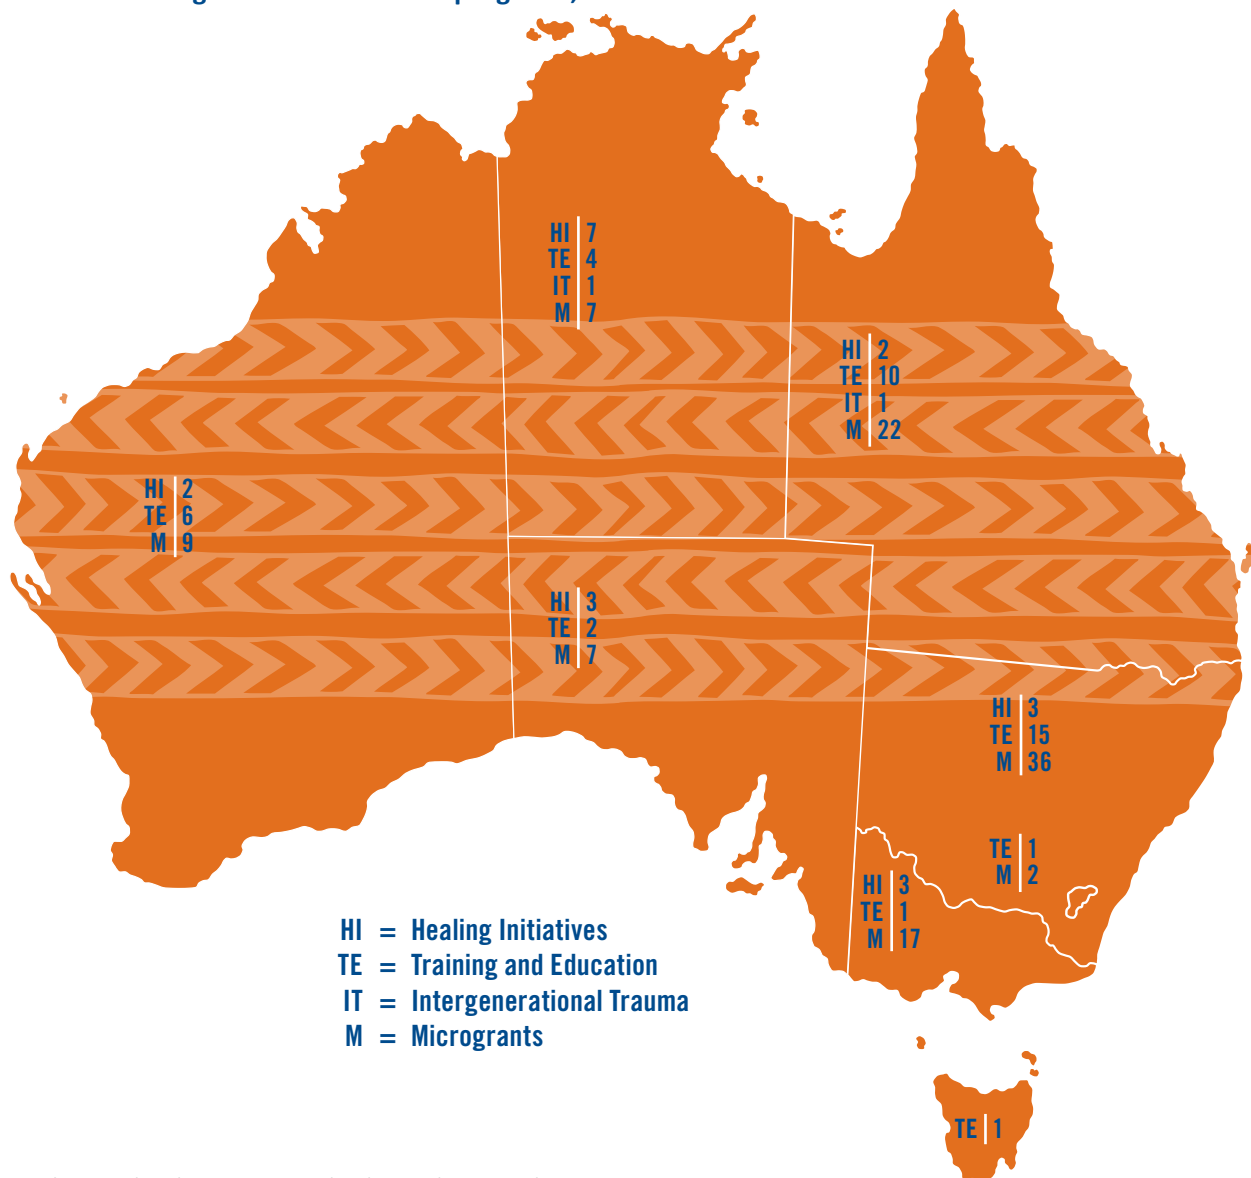 HI 7
TE 4
IT 1
M 7
HI 2
TE 10
IT 1
M 22
HI 2
TE 6
M 9
HI 3
TE 2
M 7
HI 3
TE 15
M 36
TE 1
M 2
HI 3
TE 1
M 17
HI = Healing Initiatives
TE = Training and Education
IT = Intergenerational Trauma
M = Microgrants
TE 1